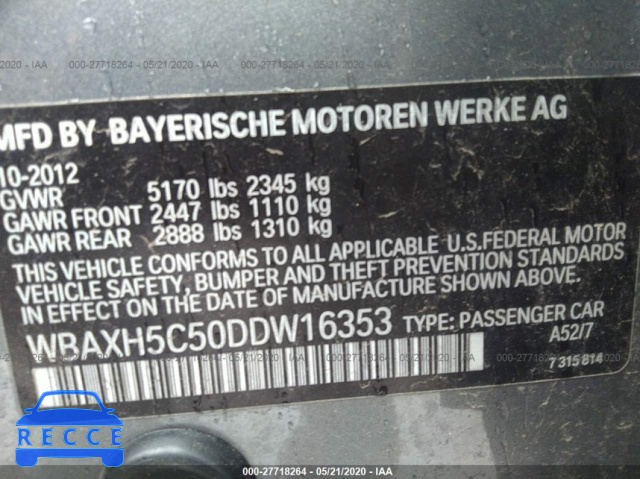 000-27718264 - 05/21/2020 - IAA
MFD BY BAYERISCHE MOTOREN WERKE AG
10-2012
GVWR 5170 lbs 2345 kg
GAWR FRONT 2447 lbs 1110 kg
GAWR REAR 2888 lbs 1310 kg
THIS VEHICLE CONFORMS TO ALL APPLICABLE U.S.FEDERAL MOTOR
VEHICLE SAFETY, BUMPER AND THEFT PREVENTION STANDARDS
IN EFFECT ON THE DATE OF MANUFACTURE SHOWN ABOVE.
WBAXH5C50DDW16353 TYPE: PASSENGER CAR
A52/7
7 315 814
RECCE
000-27718264 - 05/21/2020 - IAA